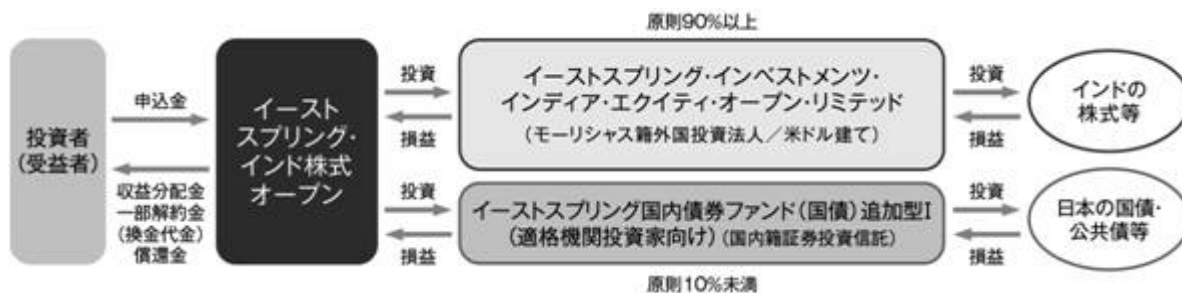 原則90%以上
投資者
(受益者)
申込金
収益分配金
一部解約金
(換金代金)
償還金
イースト
スプリング・
インド株式
オープン
投資
損益
イーストスプリング・インベストメンツ・
インディア・エクイティ・オープン・リミテッド
(モーリシャス籍外国投資法人／米ドル建て)
投資
損益
インドの
株式等
投資
損益
イーストスプリング国内債券ファンド(国債)追加型I
(適格機関投資家向け)(国内籍証券投資信託)
投資
損益
日本の国債・
公共債等
原則10%未満